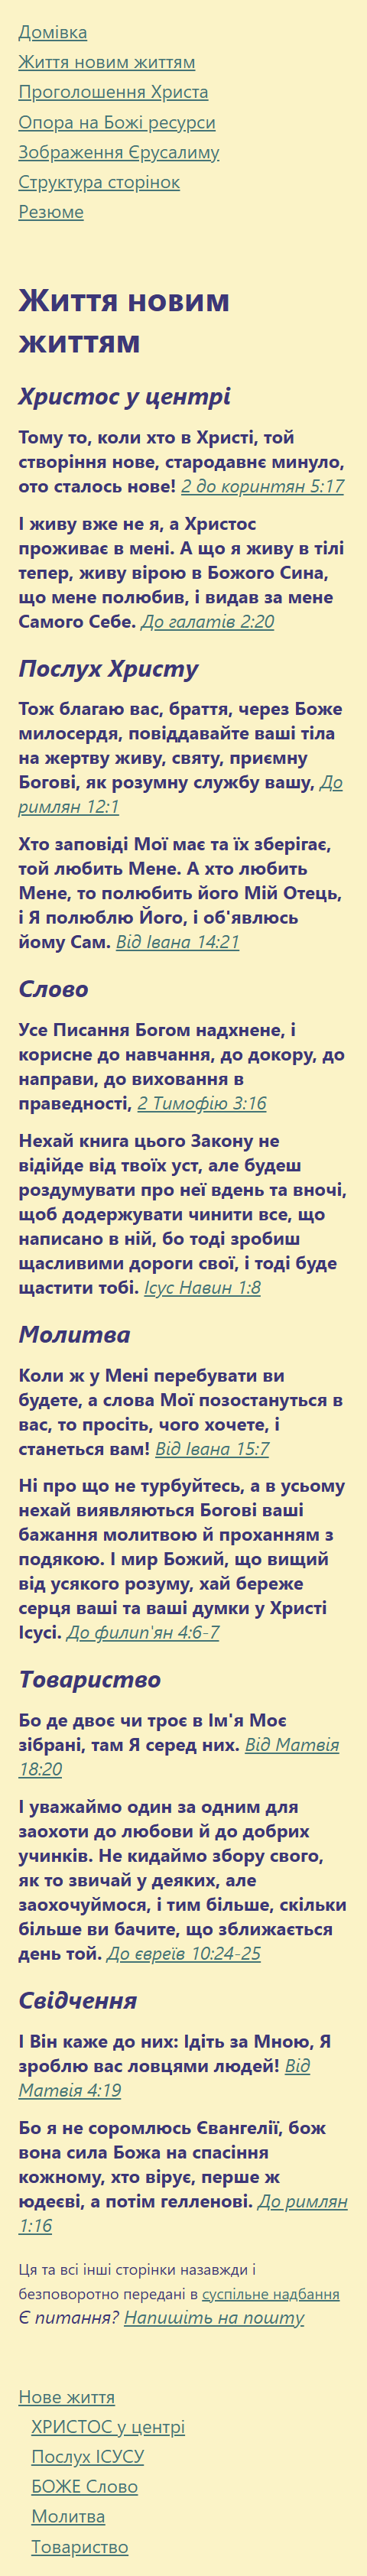 Домівка
Життя новим життям
Проголошення Христа
Опора на Божі ресурси
Зображення Єрусалиму
Структура сторінок
Резюме
Життя новим
життям
Христос у центрі
Тому то, коли хто в Христі, той
створіння нове, стародавнє минуло,
ото сталось нове! 2 до коринтян 5:17
І живу вже не я, а Христос
проживає в мені. А що я живу в тілі
тепер, живу вірою в Божого Сина,
що мене полюбив, і видав за мене
Самого Себе. До галатів 2:20
Послух Христу
Тож благаю вас, браття, через Боже
милосердя, повіддавайте ваші тіла
на жертву живу, святу, приємну
Богові, як розумну службу вашу, До
римлян 12:1
Хто заповіді Мої має та їх зберігає,
той любить Мене. А хто любить
Мене, то полюбить його Мій Отець,
і Я полюблю Його, і об'явлюсь
йому Сам. Від Івана 14:21
Слово
Усе Писання Богом надхнене, і
корисне до навчання, до докору, до
направи, до виховання в
праведності, 2 Тимофію 3:16
Нехай книга цього Закону не
відійде від твоїх уст, але будеш
роздумувати про неї вдень та вночі,
щоб додержувати чинити все, що
написано в ній, бо тоді зробиш
щасливими дороги свої, і тоді буде
щастити тобі. Ісус Навин 1:8
Молитва
Коли ж у Мені перебувати ви
будете, а слова Мої позостануться в
вас, то просіть, чого хочете, і
станеться вам! Від Івана 15:7
Ні про що не турбуйтесь, а в усьому
нехай виявляються Богові ваші
бажання молитвою й проханням з
подякою. І мир Божий, що вищий
від усякого розуму, хай береже
серця ваші та ваші думки у Христі
Ісусі. До филип'ян 4:6-7
Товариство
Бо де двоє чи троє в Ім'я Моє
зібрані, там Я серед них. Від Матвія
18:20
І уважаймо один за одним для
заохоти до любови й до добрих
учинків. Не кидаймо збору свого,
як то звичай у деяких, але
заохочуймося, і тим більше, скільки
більше ви бачите, що зближається
день той. До євреїв 10:24-25
Свідчення
І Він каже до них: Ідіть за Мною, Я
зроблю вас ловцями людей! Від
Матвія 4:19
Бо я не соромлюсь Євангелії, бож
вона сила Божа на спасіння
кожному, хто вірує, перше ж
юдеєві, а потім гелленові. До римлян
1:16
Ця та всі інші сторінки назавжди і
безповоротно передані в суспільне надбання
Є питання? Напишіть на пошту
Нове життя
ХРИСТОС у центрі
Послух ІСУСУ
БОЖЕ Слово
Молитва
Товариство